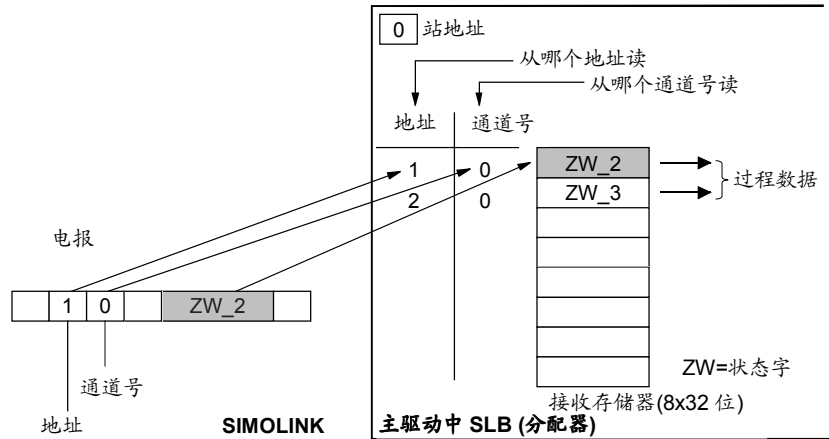 0 站地址
从哪个地址读
从哪个通道号读
地址 通道号
1 0 ZW_2
2 0 ZW_3
过程数据
电报
1 0 ZW_2
通道号
地址
ZW=状态字
接收存储器(8x32 位)
SIMOLINK
主驱动中 SLB (分配器)